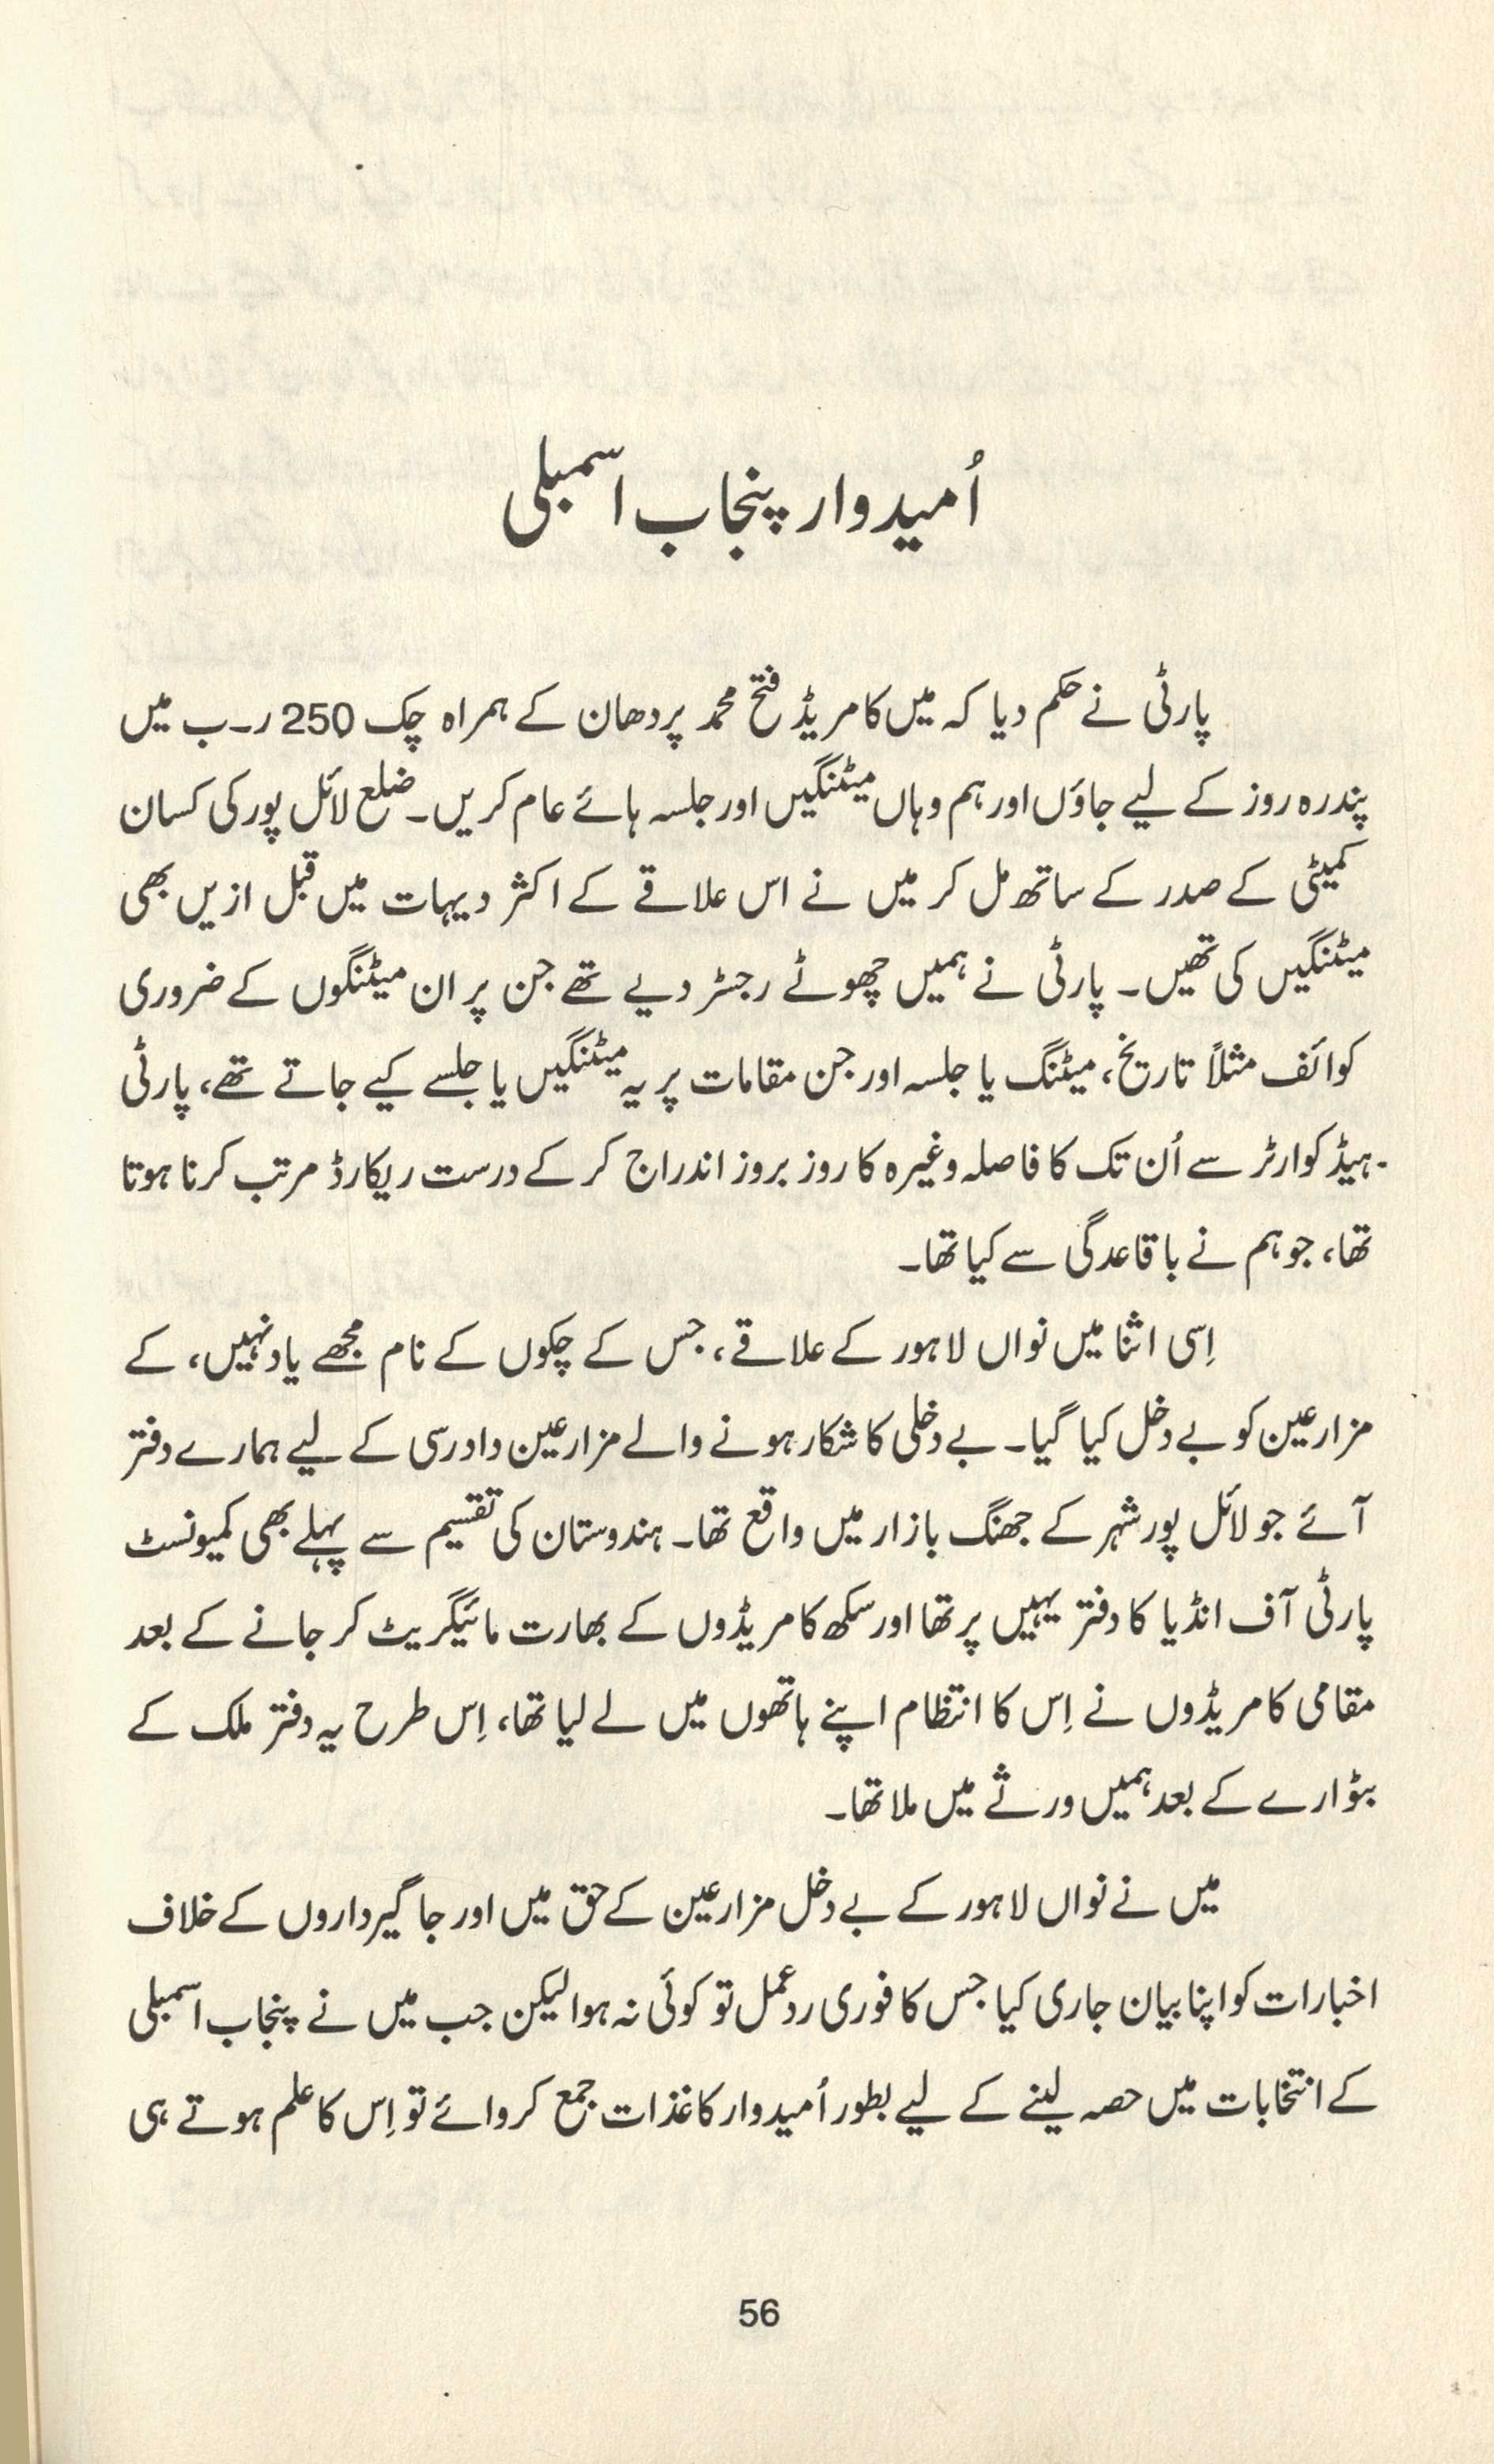 اُمیدوار پنجاب اسمبلی
پارٹی نے حکم دیا کہ میں کامریڈ فتح محمد پردھان کے ہمراہ چک 250 ر۔ب میں
پندرہ روز کے لیے جاؤں اور ہم وہاں میٹنگیں اور جلسہ ہائے عام کریں۔ ضلع لائل پور کی کسان
کمیٹی کے صدر کے ساتھ مل کر میں نے اس علاقے کے اکثر دیہات میں قبل ازیں بھی
میٹنگیں کی تھیں۔ پارٹی نے ہمیں چھوٹے رجسٹر دیے تھے جن پر ان میٹنگوں کے ضروری
کوائف مثلاً تاریخ، میٹنگ یا جلسہ اور جن مقامات پر یہ میٹنگیں یا جلسے کیے جاتے تھے، پارٹی
ہیڈ کوارٹر سے اُن تک کا فاصلہ وغیرہ کا روز بروز اندراج کر کے درست ریکارڈ مرتب کرنا ہوتا
تھا، جو ہم نے باقاعدگی سے کیا تھا۔
اِسی اثنا میں نواں لاہور کے علاقے، جس کے چکوں کے نام مجھے یاد نہیں، کے
مزارعین کو بے دخل کیا گیا۔ بے دخلی کا شکار ہونے والے مزارعین دادرسی کے لیے ہمارے دفتر
آئے جو لائل پور شہر کے جھنگ بازار میں واقع تھا۔ ہندوستان کی تقسیم سے پہلے بھی کمیونسٹ
پارٹی آف انڈیا کا دفتر یہیں پر تھا اور سکھ کامریڈوں کے بھارت مائیگریٹ کر جانے کے بعد
مقامی کامریڈوں نے اِس کا انتظام اپنے ہاتھوں میں لے لیا تھا، اِس طرح یہ دفتر ملک کے
بٹوارے کے بعد ہمیں ورثے میں ملا تھا۔
میں نے نواں لاہور کے بے دخل مزارعین کے حق میں اور جاگیرداروں کے خلاف
اخبارات کو اپنا بیان جاری کیا جس کا فوری ردعمل تو کوئی نہ ہوا لیکن جب میں نے پنجاب اسمبلی
کے انتخابات میں حصہ لینے کے لیے بطور اُمیدوار کاغذات جمع کروائے تو اِس کا علم ہوتے ہی
56